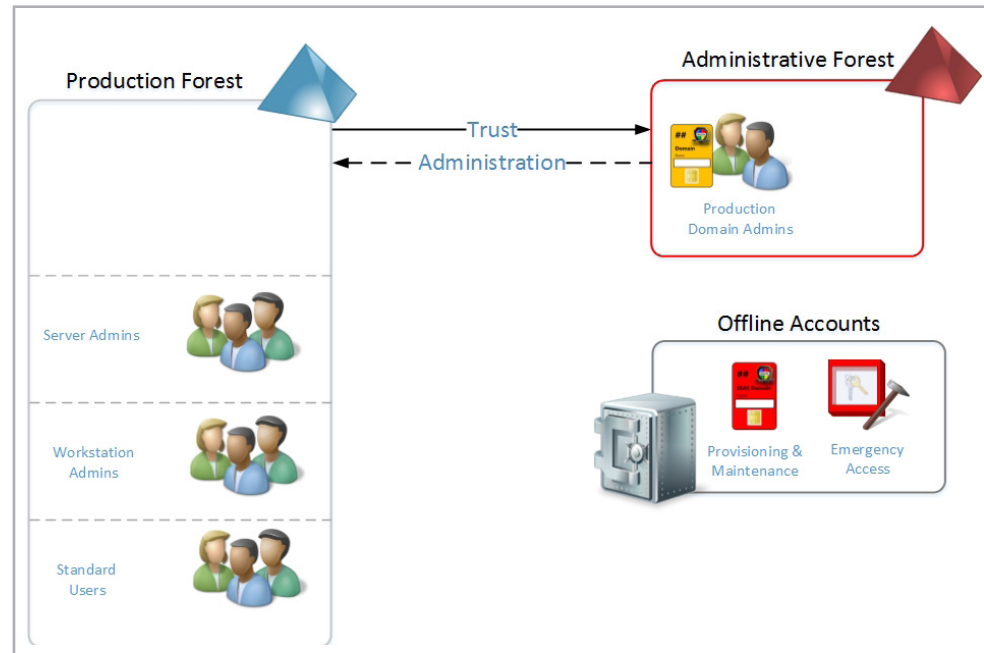 Production Forest
Administrative Forest
Trust
Administration
##
Domain
Production
Domain Admins
Server Admins
Workstation
Admins
Standard
Users
Offline Accounts
##
Provisioning &
Maintenance
Emergency
Access